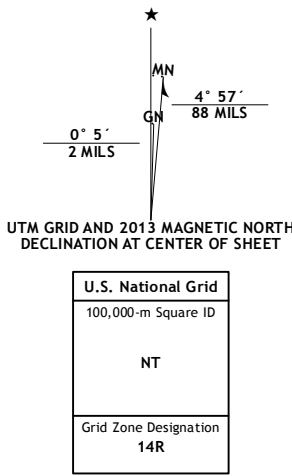 ★
MN
4° 57´
88 MILS
GN
0° 5´
2 MILS
UTM GRID AND 2013 MAGNETIC NORTH
DECLINATION AT CENTER OF SHEET
U.S. National Grid
100,000-m Square ID
NT
Grid Zone Designation
14R